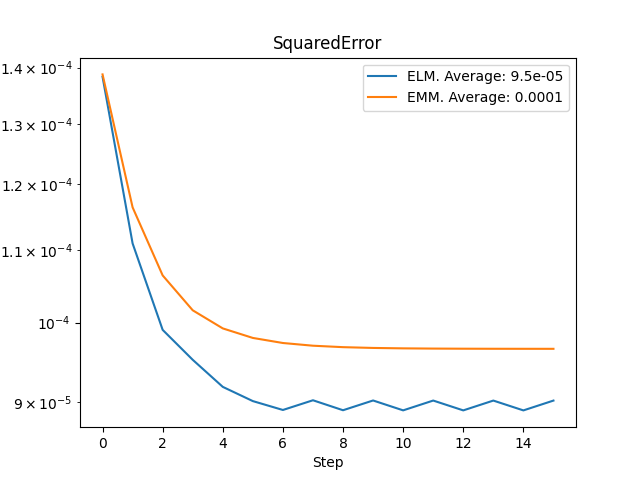 SquaredError
ELM. Average: 9.5e-05
EMM. Average: 0.0001
1.4 × 10⁻⁴
1.3 × 10⁻⁴
1.2 × 10⁻⁴
1.1 × 10⁻⁴
10⁻⁴
9 × 10⁻⁵
0 2 4 6 8 10 12 14
Step